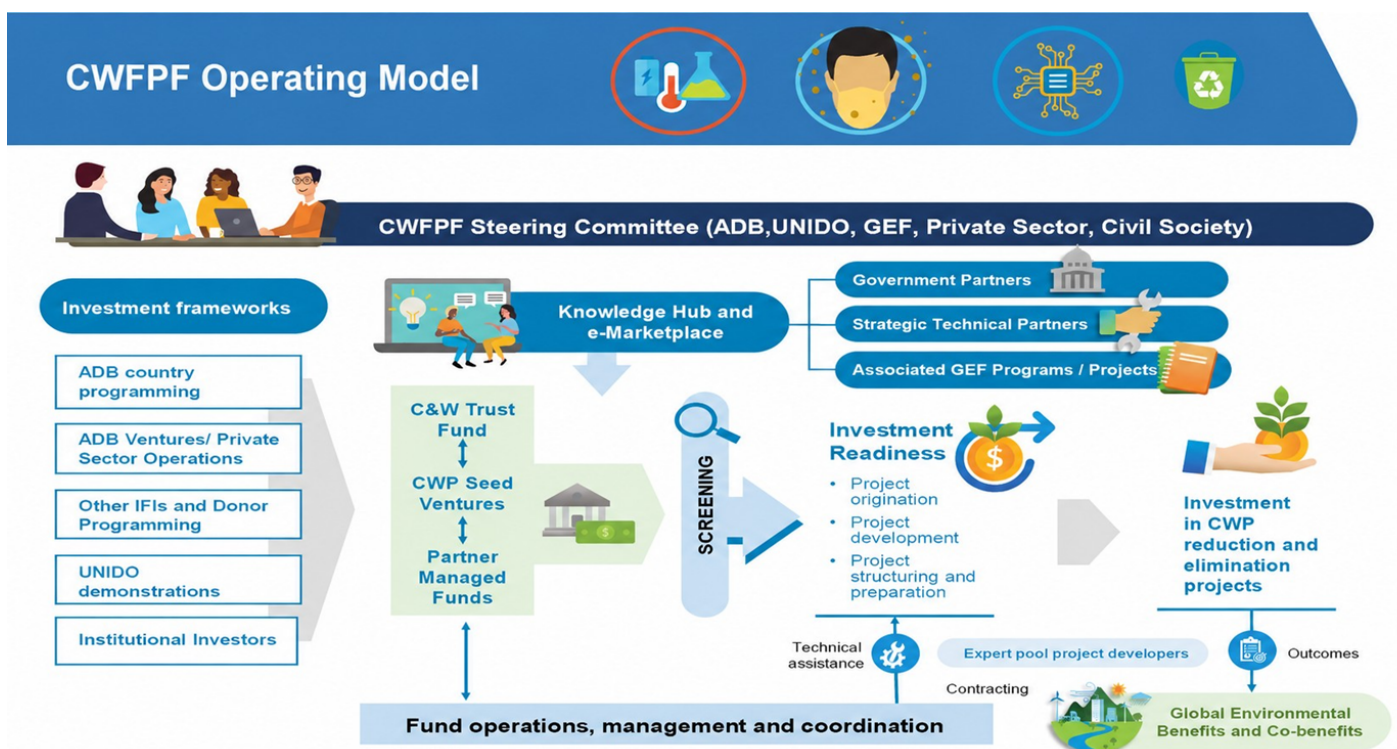 CWFPF Operating Model
CWFPF Steering Committee (ADB,UNIDO, GEF, Private Sector, Civil Society)
Investment frameworks
ADB country
programming
ADB Ventures/ Private
Sector Operations
Other IFIs and Donor
Programming
UNIDO
demonstrations
Institutional Investors
Knowledge Hub and
e-Marketplace
Government Partners
Strategic Technical Partners
Associated GEF Programs / Projects
C&W Trust
Fund
CWP Seed
Ventures
Partner
Managed
Funds
SCREENING
Investment
Readiness
• Project
origination
• Project
development
• Project
structuring and
preparation
Investment
in CWP
reduction and
elimination
projects
Technical
assistance
Expert pool project developers
Contracting
Outcomes
Fund operations, management and coordination
Global Environmental
Benefits and Co-benefits